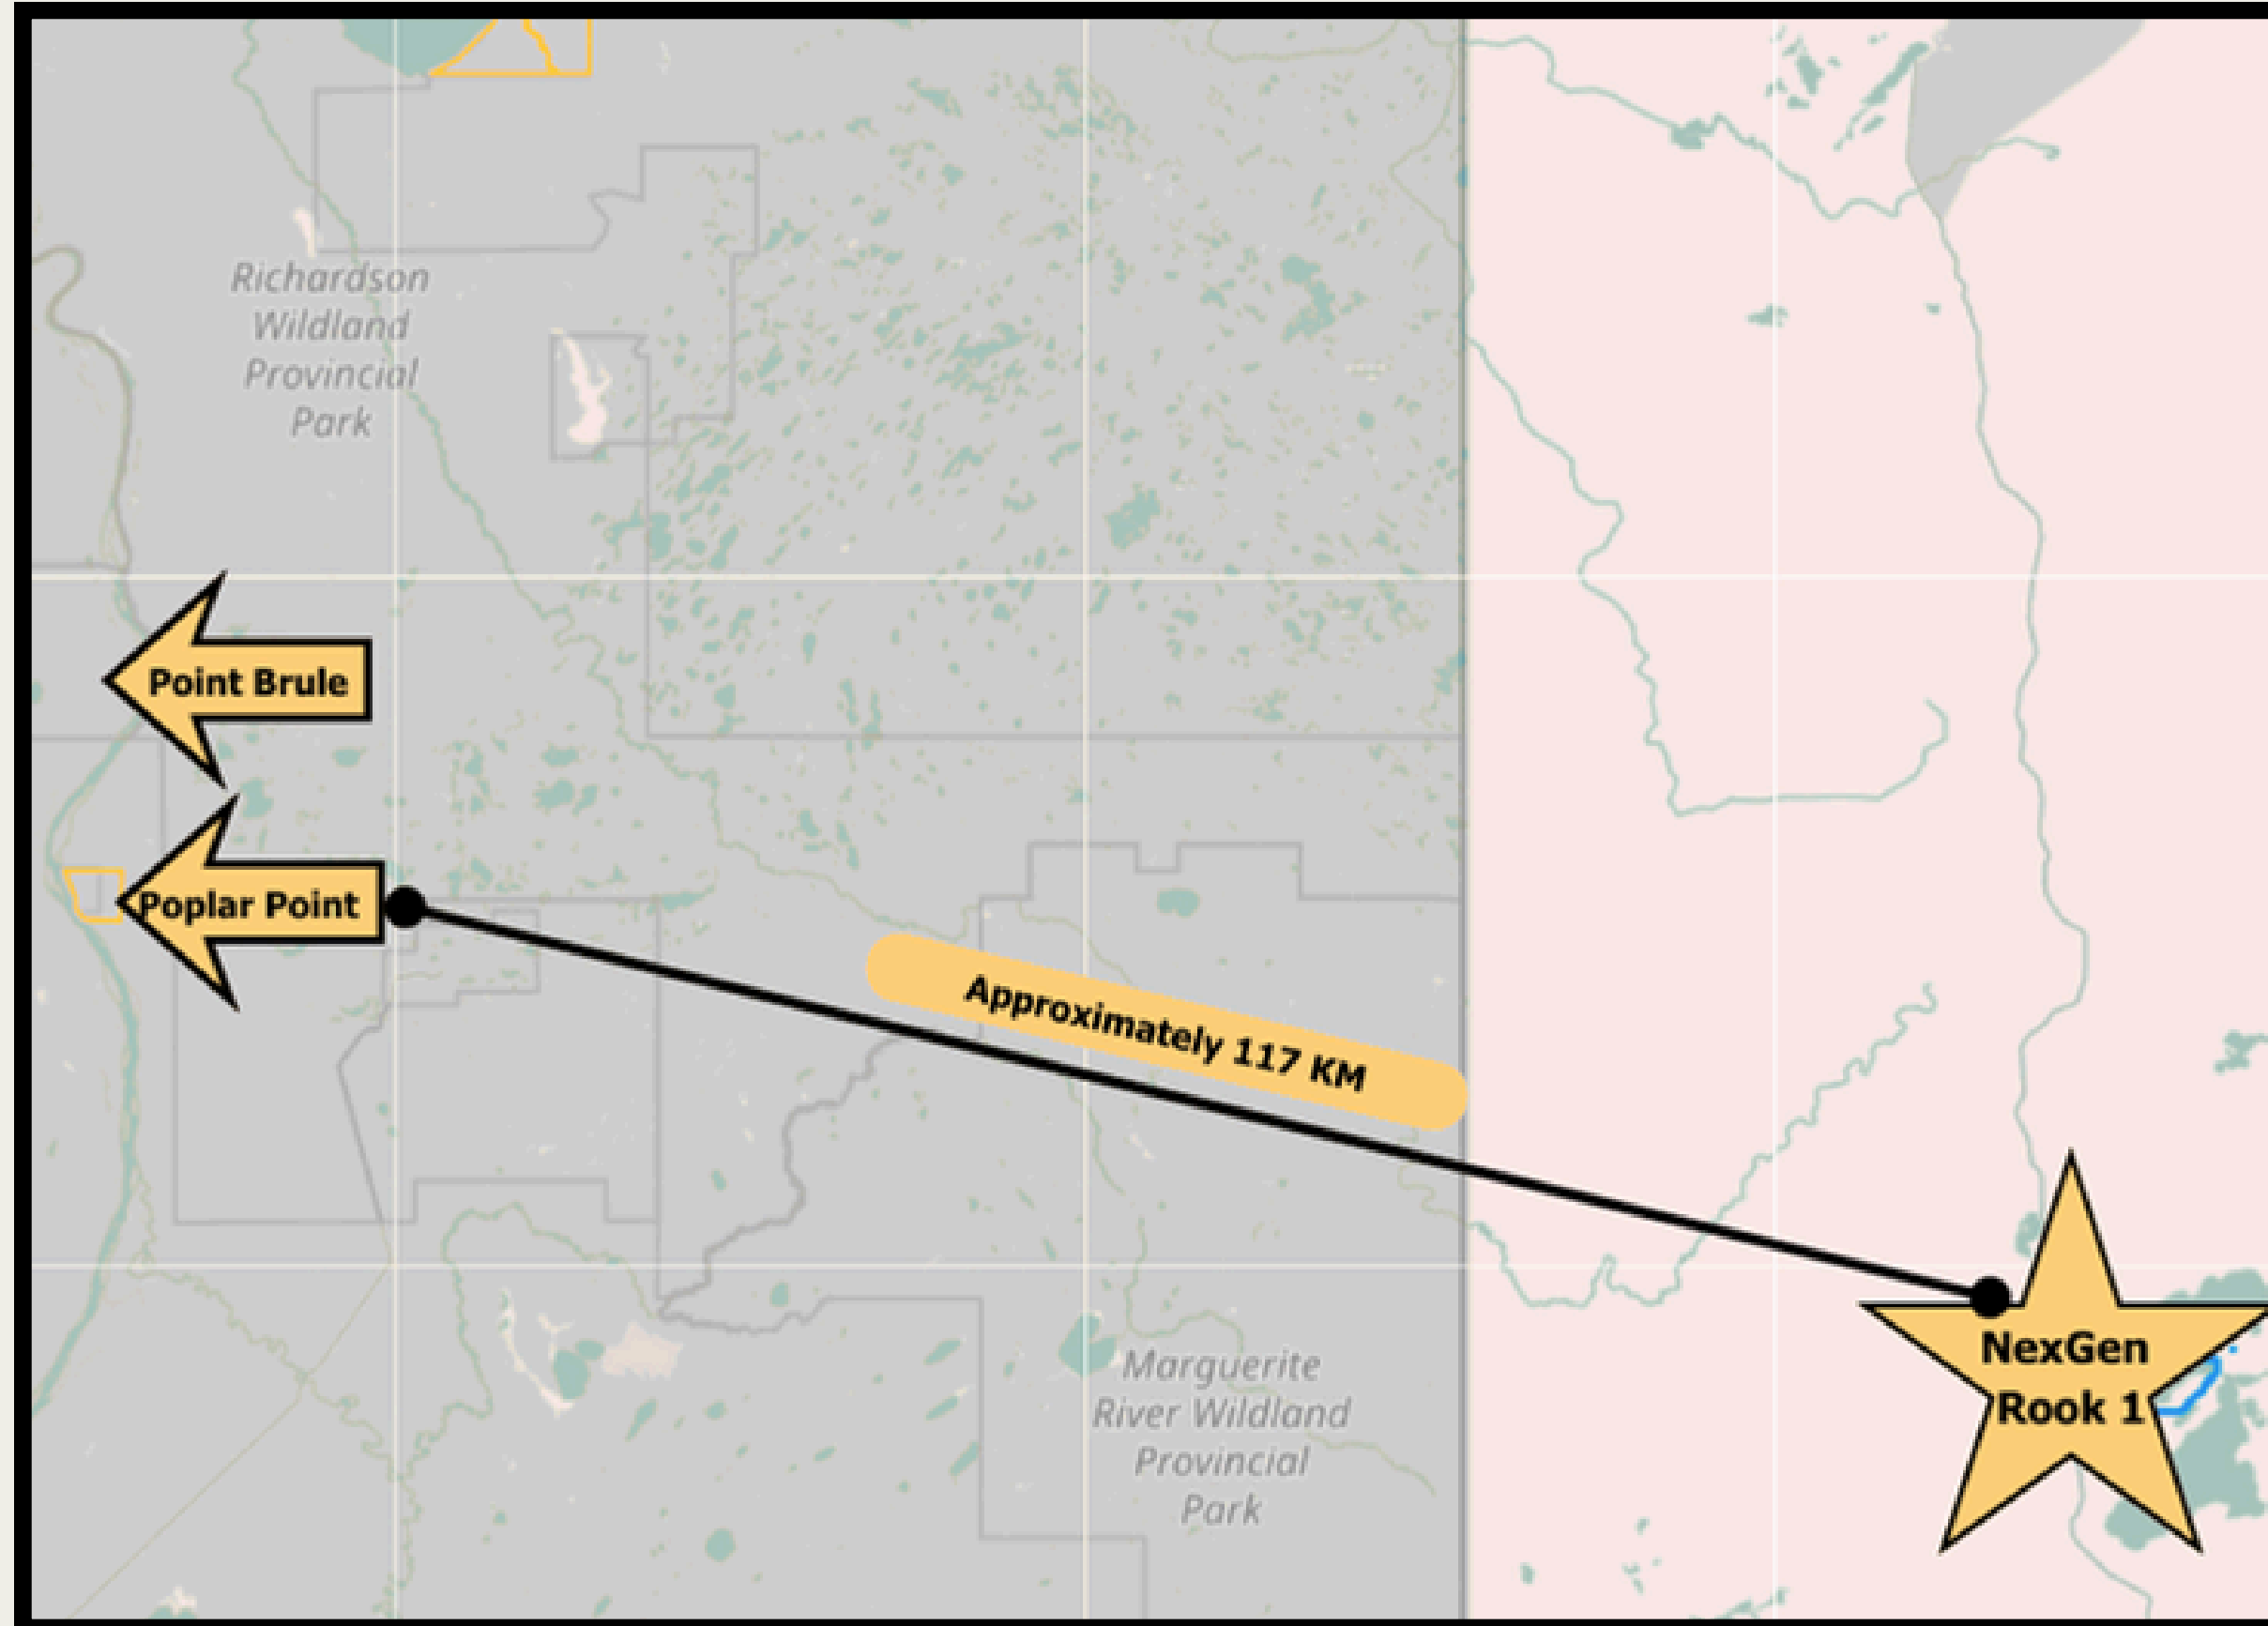 Richardson
Wildland
Provincial
Park
Point Brule
Poplar Point
Approximately 117 KM
NexGen
Rook 1
Marguerite
River Wildland
Provincial
Park